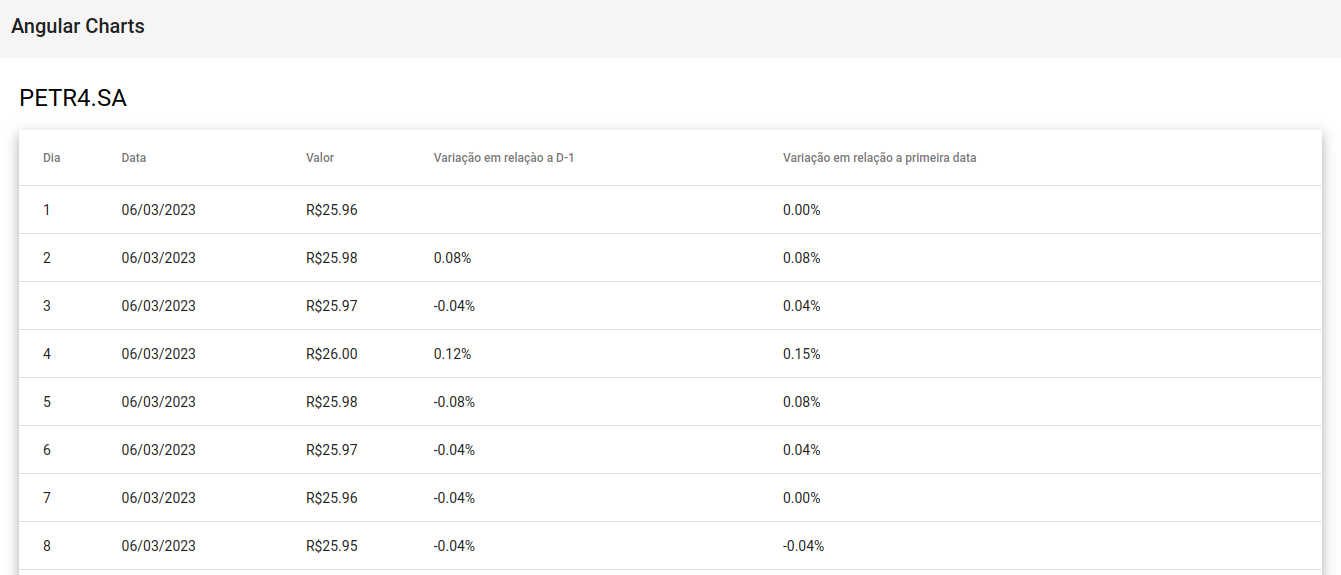 Angular Charts
PETR4.SA
Dia Data Valor Variação em relaçào a D-1 Variação em relação a primeira data
1 06/03/2023 R$25.96 0.00%
2 06/03/2023 R$25.98 0.08% 0.08%
3 06/03/2023 R$25.97 -0.04% 0.04%
4 06/03/2023 R$26.00 0.12% 0.15%
5 06/03/2023 R$25.98 -0.08% 0.08%
6 06/03/2023 R$25.97 -0.04% 0.04%
7 06/03/2023 R$25.96 -0.04% 0.00%
8 06/03/2023 R$25.95 -0.04% -0.04%